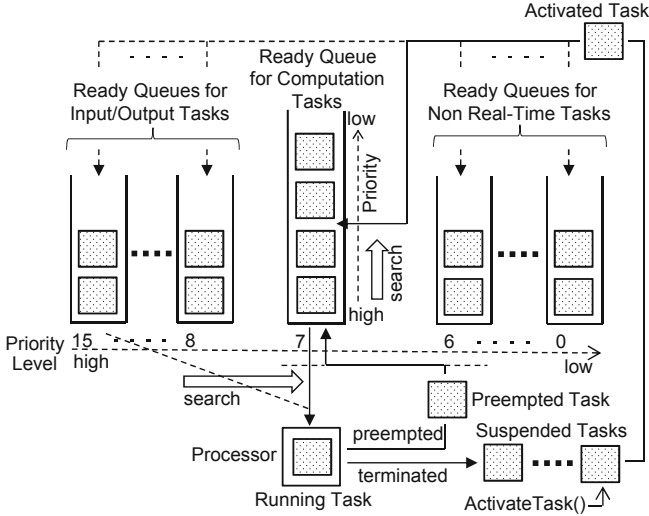 Activated Task
Ready Queue
for Computation
Tasks
Ready Queues for
Input/Output Tasks
Ready Queues for
Non Real-Time Tasks
low
Priority
search
high
Priority
Level
15
8
7
6
0
high
low
search
Preempted Task
preempted
Suspended Tasks
Processor
terminated
Running Task
ActivateTask()